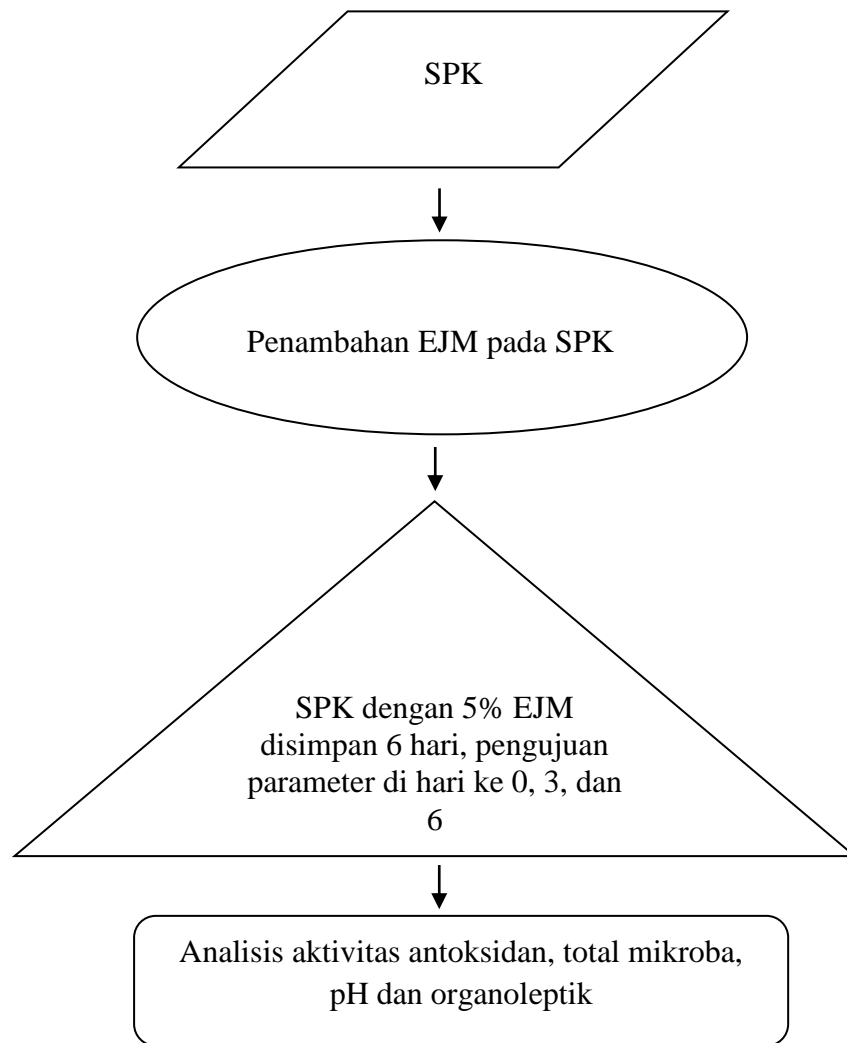 SPK
Penambahan EJM pada SPK
SPK dengan 5% EJM
disimpan 6 hari, pengujuan
parameter di hari ke 0, 3, dan
6
Analisis aktivitas antoksidan, total mikroba,
pH dan organoleptik